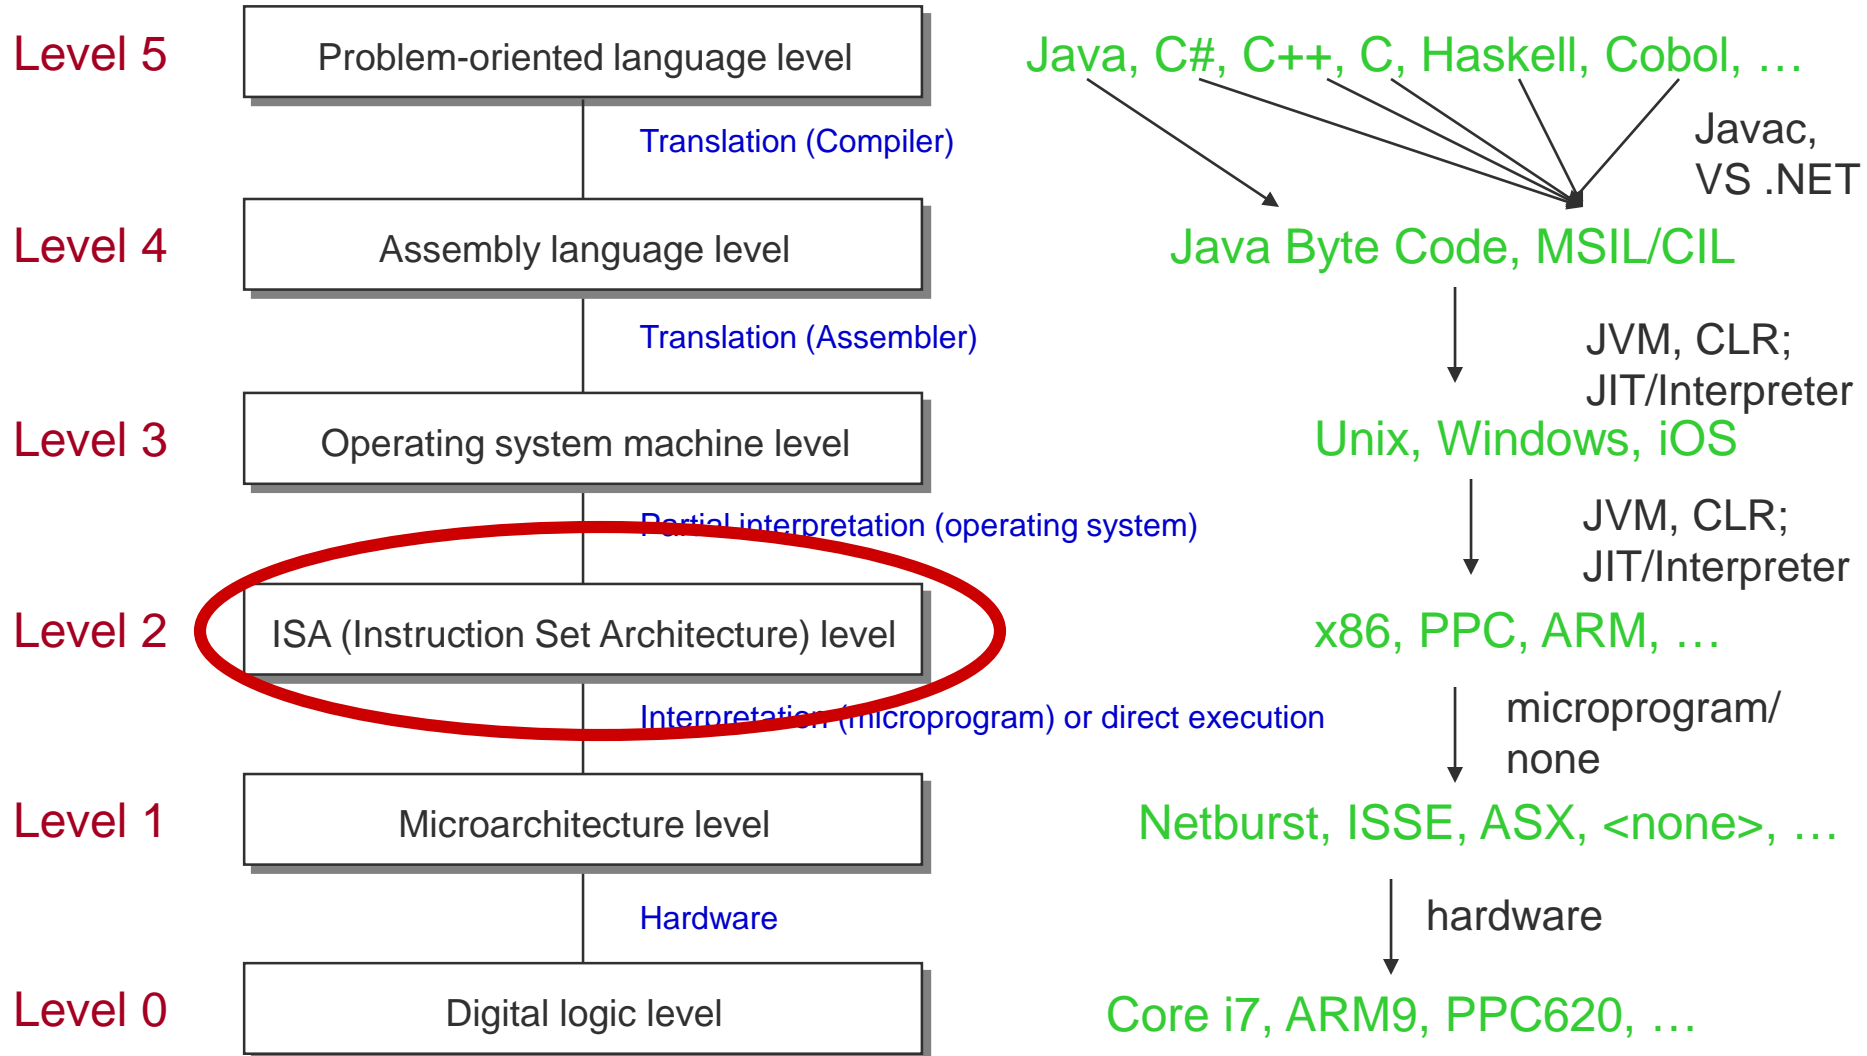 Level 5
Problem-oriented language level
Java, C#, C++, C, Haskell, Cobol, …
Translation (Compiler)
Javac,
VS .NET
Level 4
Assembly language level
Java Byte Code, MSIL/CIL
Translation (Assembler)
JVM, CLR;
JIT/Interpreter
Level 3
Operating system machine level
Unix, Windows, iOS
Partial interpretation (operating system)
JVM, CLR;
JIT/Interpreter
Level 2
ISA (Instruction Set Architecture) level
x86, PPC, ARM, …
Interpretation (microprogram) or direct execution
microprogram/
none
Level 1
Microarchitecture level
Netburst, ISSE, ASX, <none>, …
Hardware
hardware
Level 0
Digital logic level
Core i7, ARM9, PPC620, …